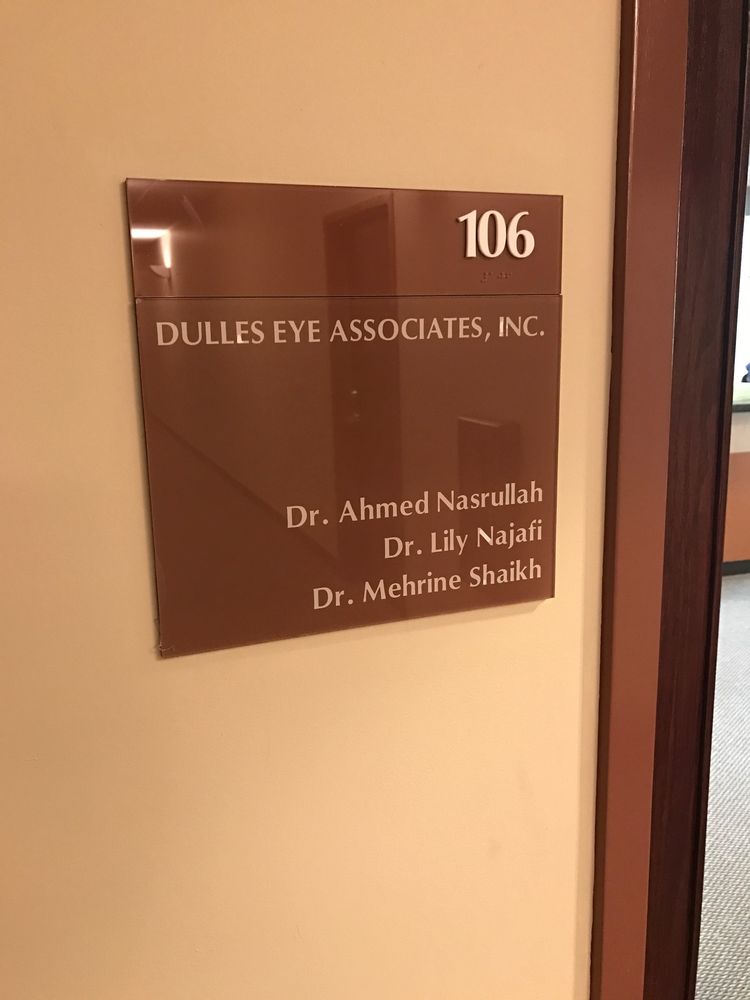 106
DULLES EYE ASSOCIATES, INC.
Dr. Ahmed Nasrullah
Dr. Lily Najafi
Dr. Mehrine Shaikh